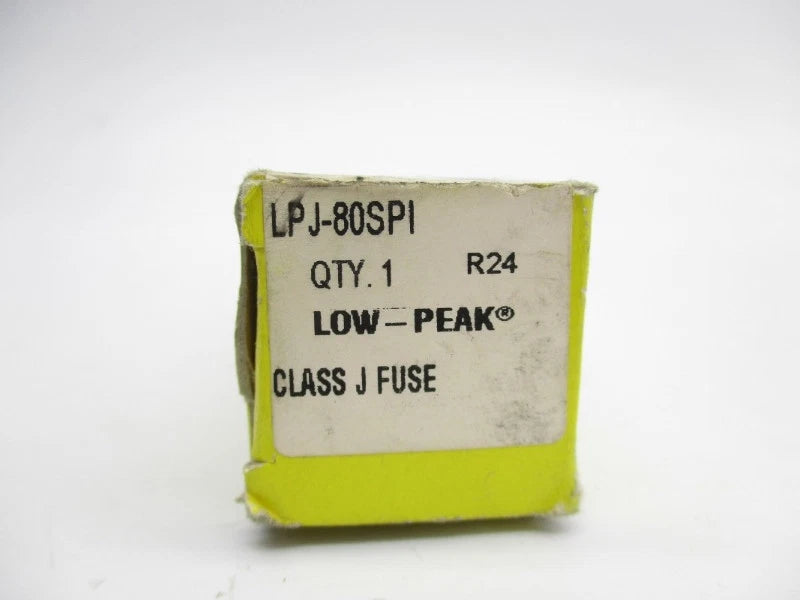 LPJ-80SPI
QTY. 1 R24
LOW-PEAK®
CLASS J FUSE